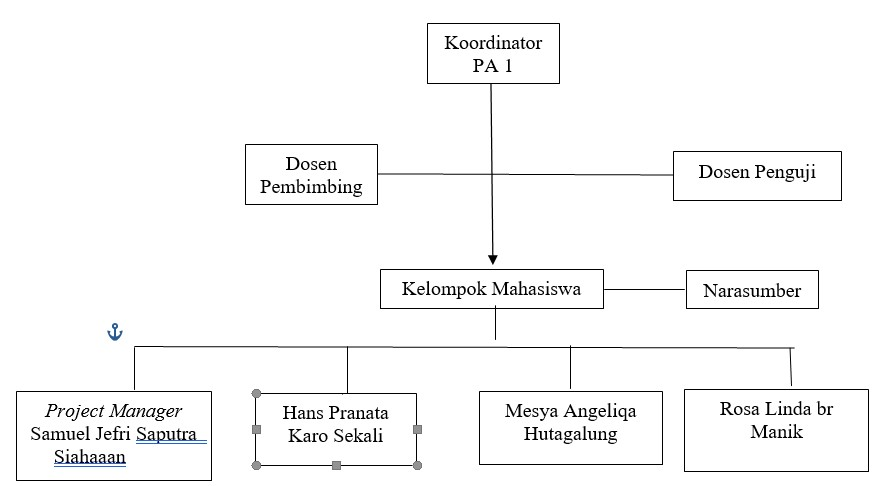 Koordinator
PA 1
Dosen
Pembimbing
Dosen Penguji
Kelompok Mahasiswa
Narasumber
Project Manager
Samuel Jefri Saputra
Siahaaan
Hans Pranata
Karo Sekali
Mesya Angeliqa
Hutagalung
Rosa Linda br
Manik